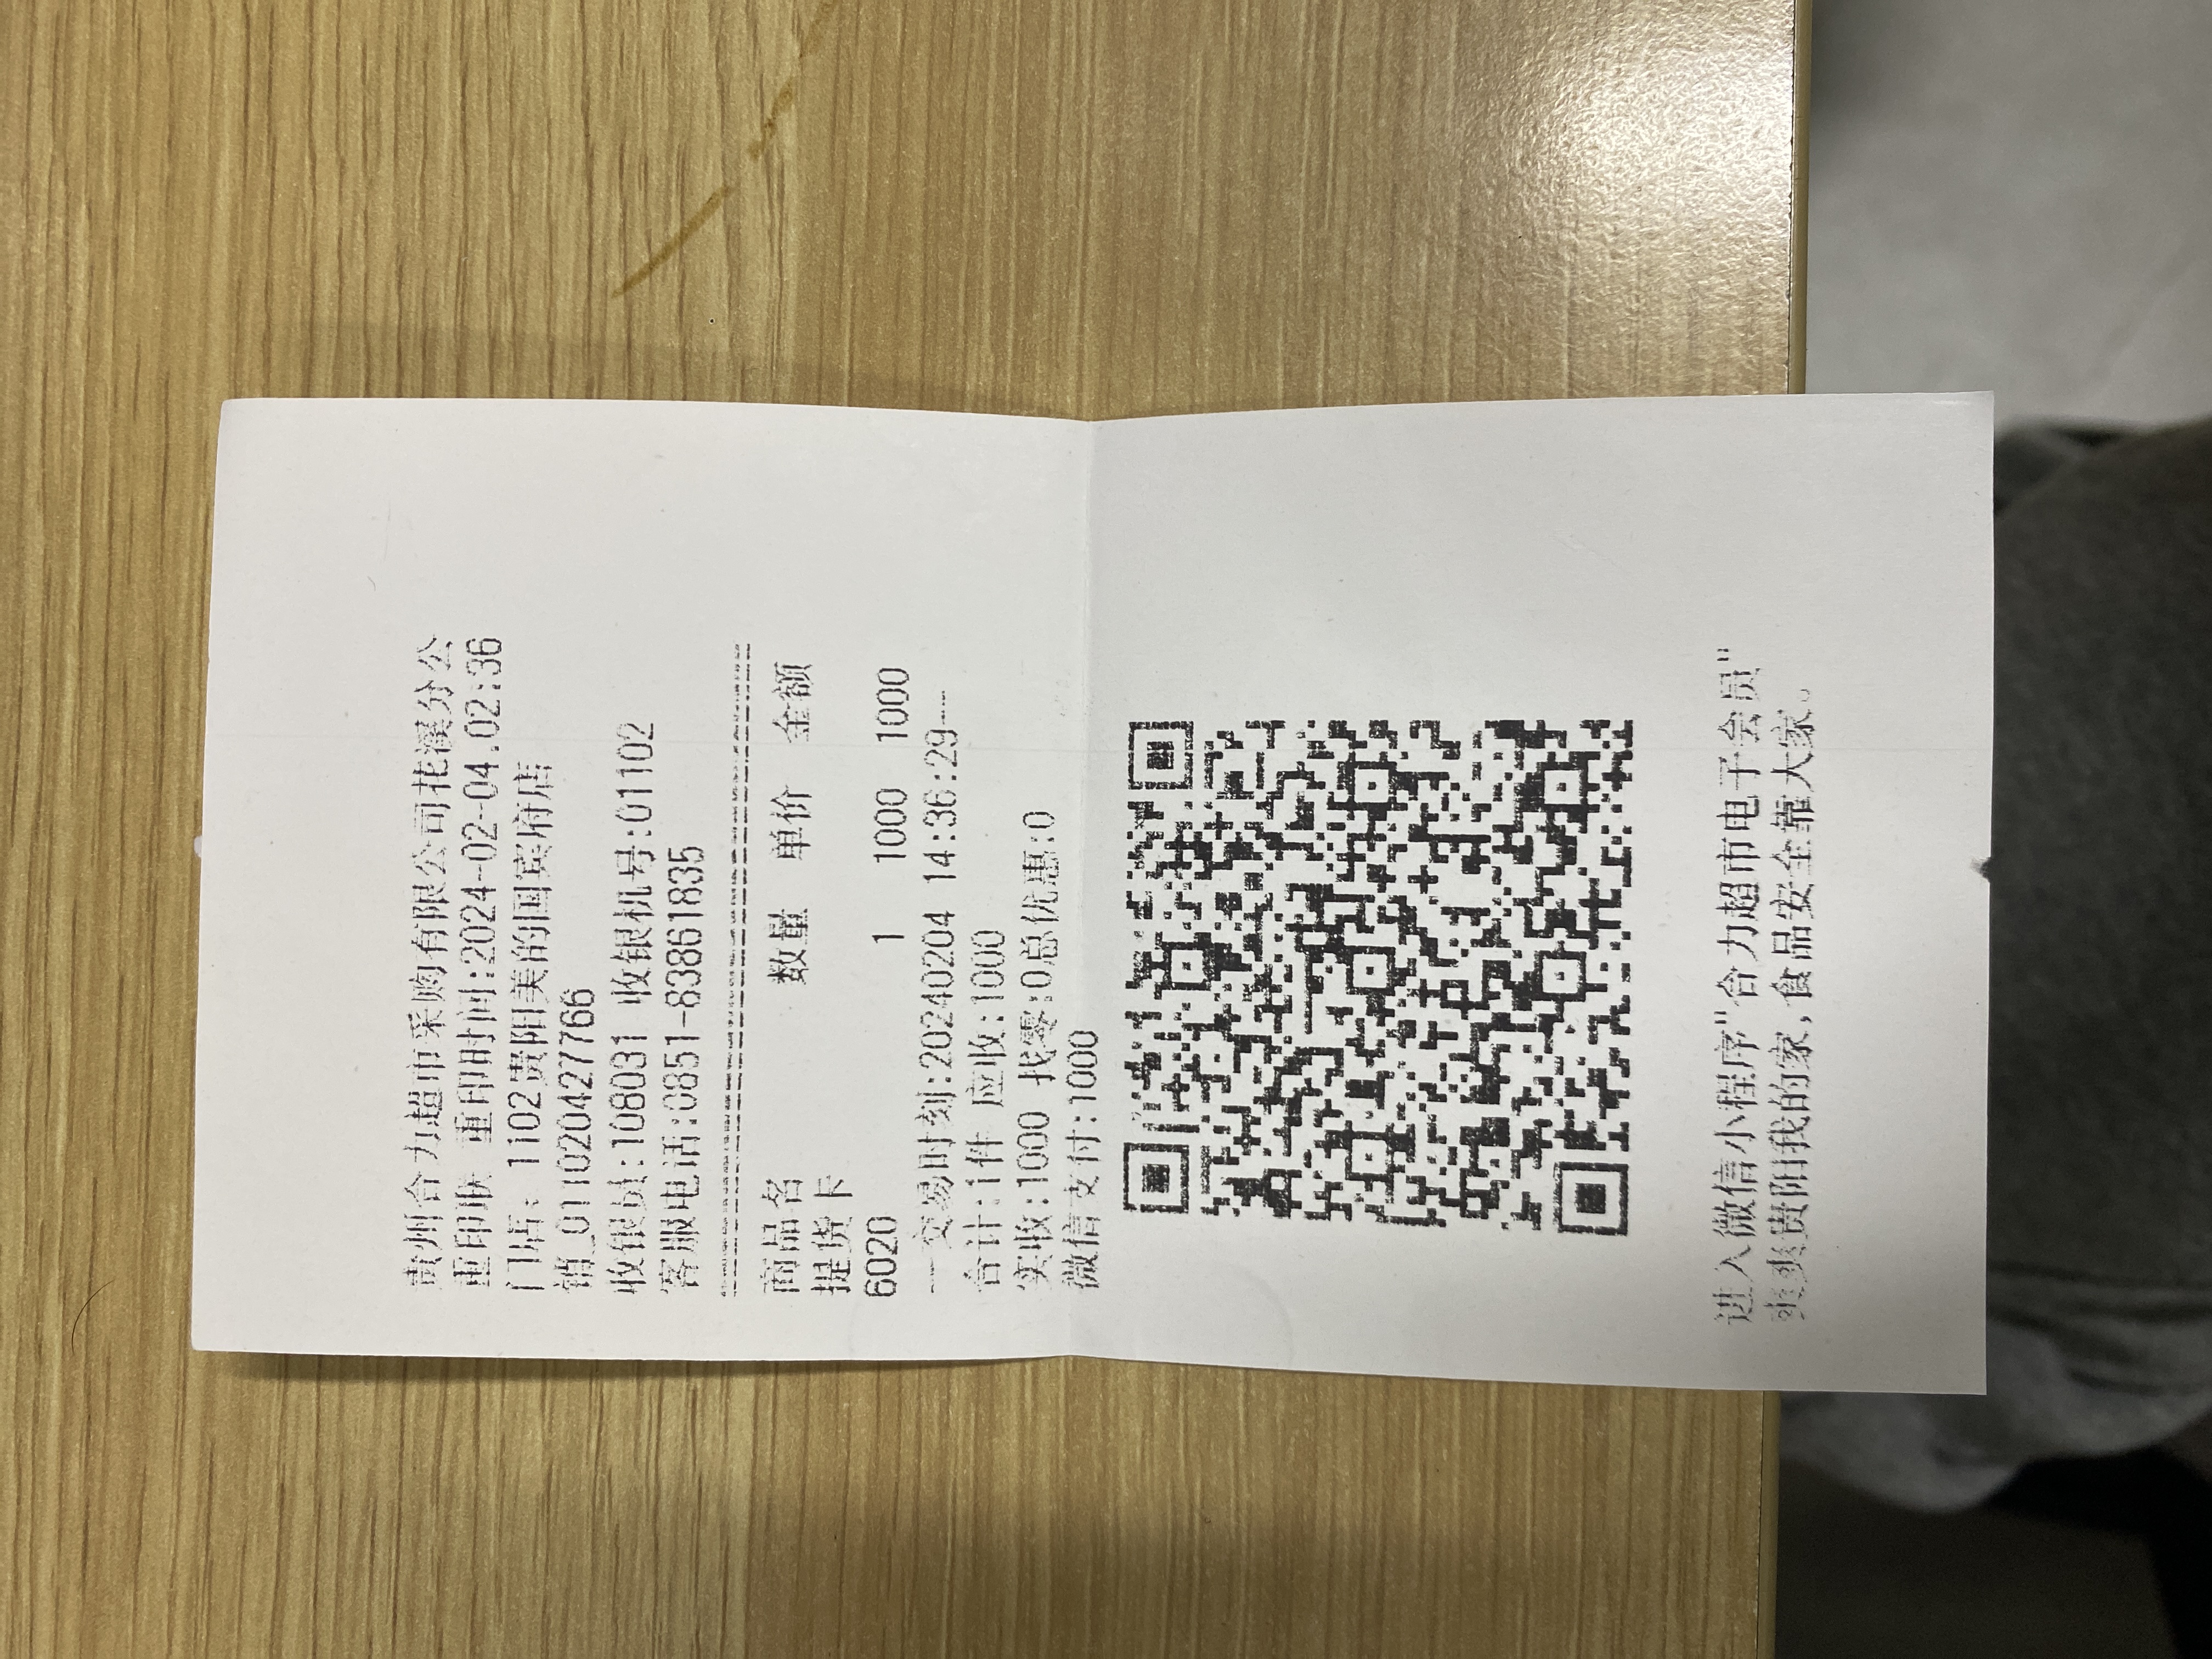 贵州合力超市采购有限公司花溪分公
重印联 重印时间:2024-02-04.02:36
门店: 1102贵阳美的国宾府店
销_011020427766
收银员:108031 收银机号:01102
客服电话:0851-83861835
================================
商品名 数量 单价 金额
提货卡
6020 1 1000 1000
--交易时刻:20240204 14:36:29--
合计:1件 应收:1000
实收:1000 找零:0总优惠:0
微信支付:1000
进入微信小程序"合力超市电子会员"
爽爽贵阳我的家,食品安全靠大家。